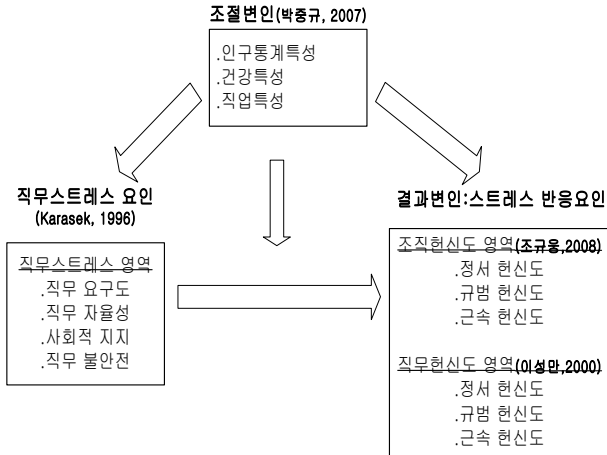 조절변인(박중규, 2007)
.인구통계특성
.건강특성
.직업특성
직무스트레스 요인
(Karasek, 1996)
직무스트레스 영역
.직무 요구도
.직무 자율성
.사회적 지지
.직무 불안전
결과변인:스트레스 반응요인
조직헌신도 영역(조규웅,2008)
.정서 헌신도
.규범 헌신도
.근속 헌신도
직무헌신도 영역(이성만,2000)
.정서 헌신도
.규범 헌신도
.근속 헌신도